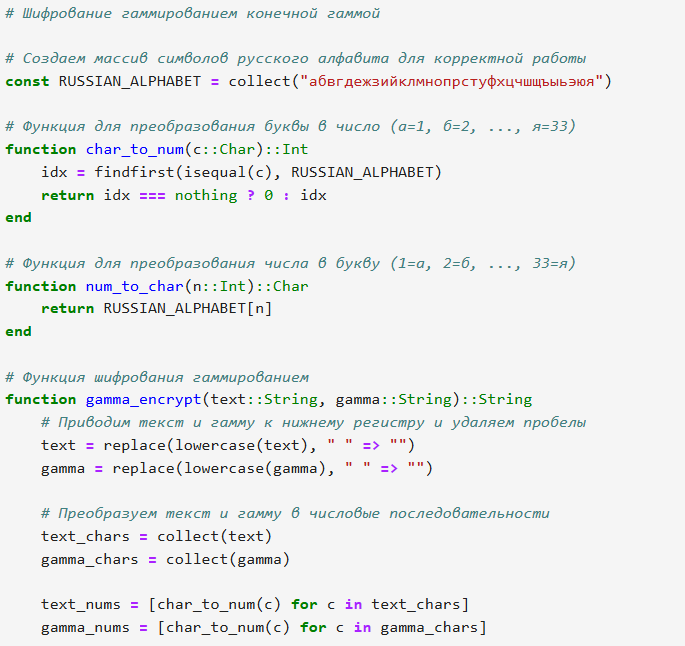 # Шифрование гаммированием конечной гаммой
# Создаем массив символов русского алфавита для корректной работы
const RUSSIAN_ALPHABET = collect("абвгдежзийклмнопрстуфхцчшщъыьэюя")
# Функция для преобразования буквы в число (а=1, б=2, ..., я=33)
function char_to_num(c::Char)::Int
    idx = findfirst(isequal(c), RUSSIAN_ALPHABET)
    return idx === nothing ? 0 : idx
end
# Функция для преобразования числа в букву (1=а, 2=б, ..., 33=я)
function num_to_char(n::Int)::Char
    return RUSSIAN_ALPHABET[n]
end
# Функция шифрования гаммированием
function gamma_encrypt(text::String, gamma::String)::String
    # Приводим текст и гамму к нижнему регистру и удаляем пробелы
    text = replace(lowercase(text), " " => "")
    gamma = replace(lowercase(gamma), " " => "")
    # Преобразуем текст и гамму в числовые последовательности
    text_chars = collect(text)
    gamma_chars = collect(gamma)
    text_nums = [char_to_num(c) for c in text_chars]
    gamma_nums = [char_to_num(c) for c in gamma_chars]